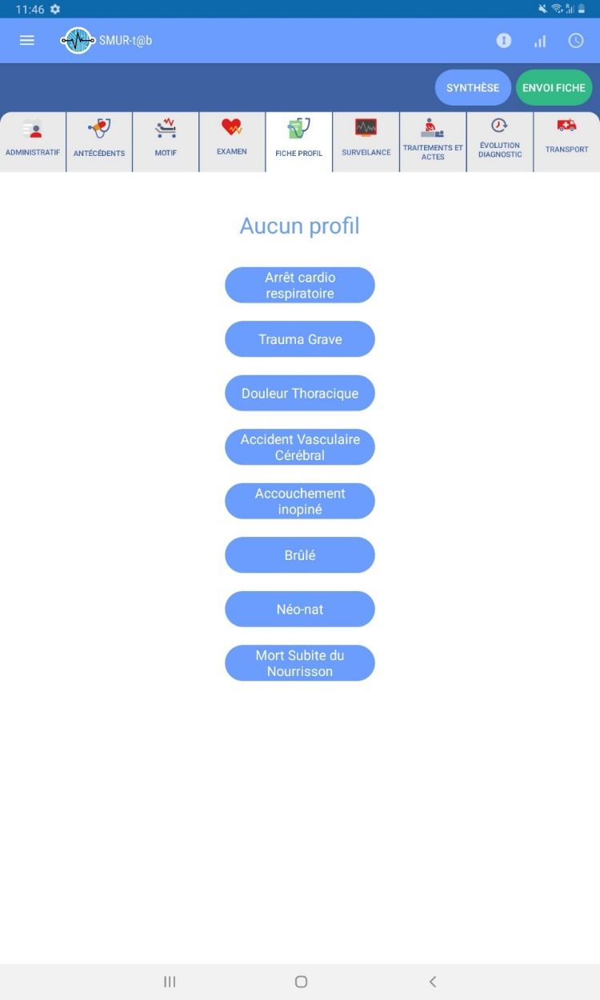 11:46
SMUR-t@b
SYNTHÈSE
ENVOI FICHE
ADMINISTRATIF
ANTÉCÉDENTS
MOTIF
EXAMEN
FICHE PROFIL
SURVEILANCE
TRAITEMENTS ET
ACTES
ÉVOLUTION
DIAGNOSTIC
TRANSPORT
Aucun profil
Arrêt cardio
respiratoire
Trauma Grave
Douleur Thoracique
Accident Vasculaire
Cérébral
Accouchement
inopiné
Brûlé
Néo-nat
Mort Subite du
Nourrisson